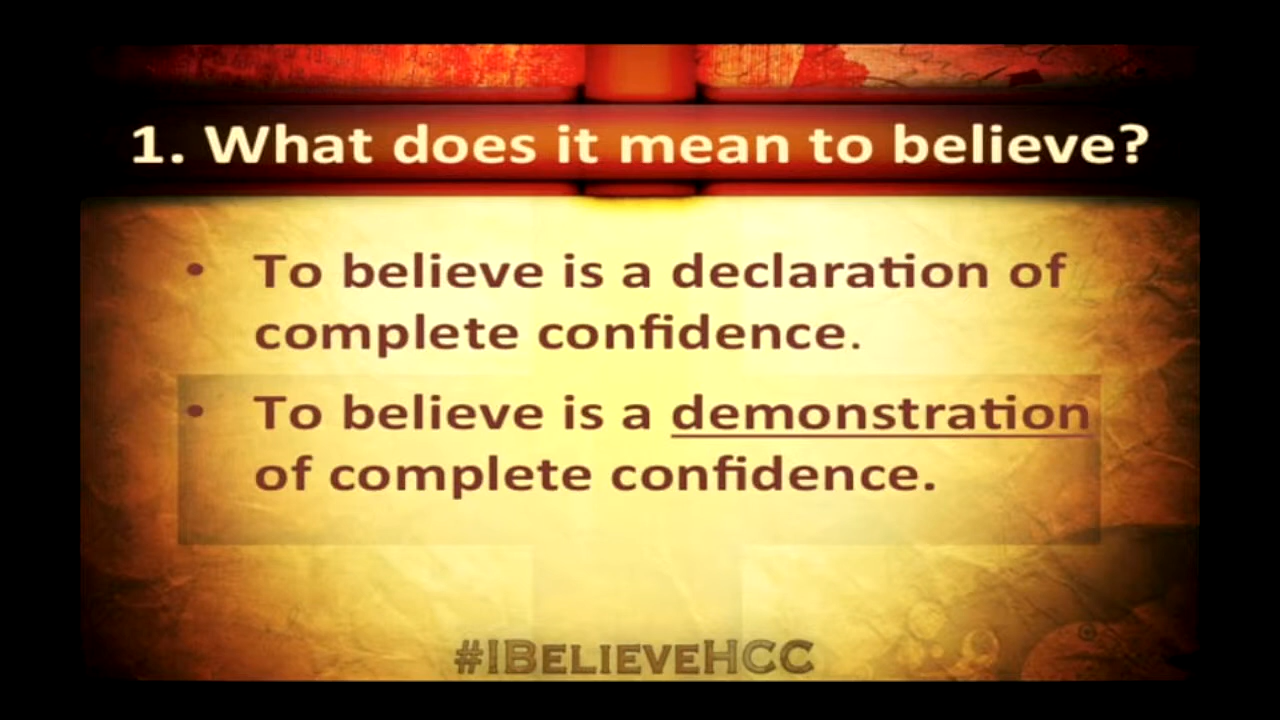 1. What does it mean to believe?
• To believe is a declaration of
complete confidence.
• To believe is a demonstration
of complete confidence.
#IBelieveHCC